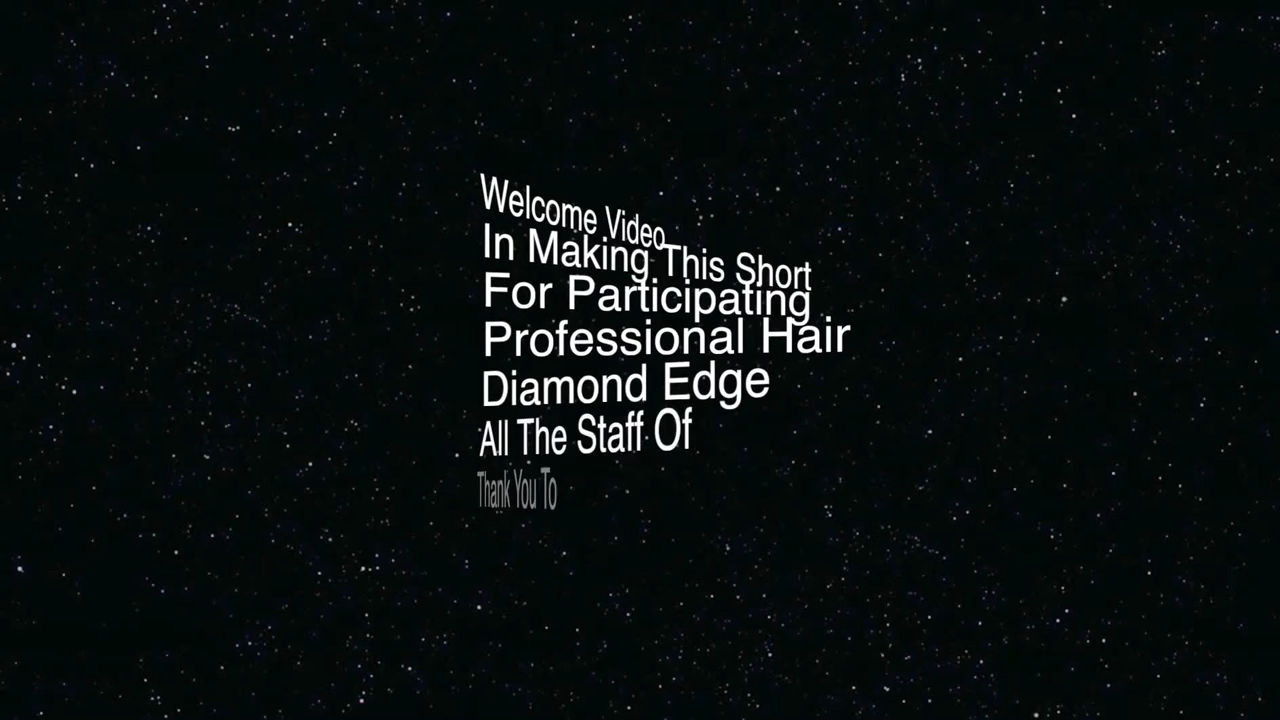 Welcome Video
In Making This Short
For Participating
Professional Hair
Diamond Edge
All The Staff Of
Thank You To